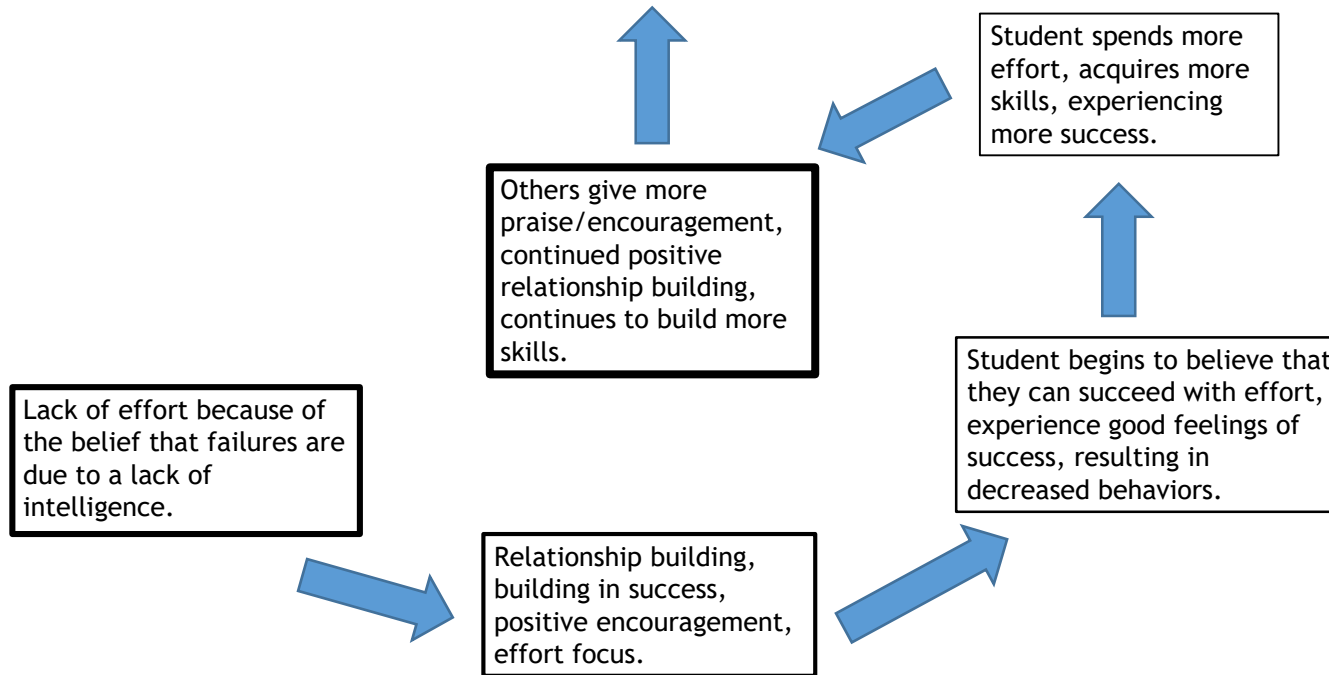 Student spends more
effort, acquires more
skills, experiencing
more success.
Others give more
praise/encouragement,
continued positive
relationship building,
continues to build more
skills.
Student begins to believe that
they can succeed with effort,
experience good feelings of
success, resulting in
decreased behaviors.
Lack of effort because of
the belief that failures are
due to a lack of
intelligence.
Relationship building,
building in success,
positive encouragement,
effort focus.